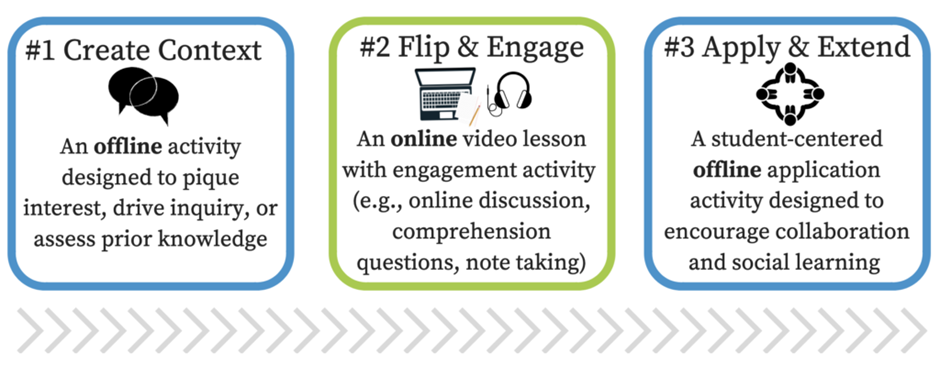 #1 Create Context
An offline activity
designed to pique
interest, drive inquiry, or
assess prior knowledge
#2 Flip & Engage
An online video lesson
with engagement activity
(e.g., online discussion,
comprehension
questions, note taking)
#3 Apply & Extend
A student-centered
offline application
activity designed to
encourage collaboration
and social learning